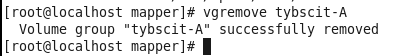 [root@localhost mapper]# vgremove tybscit-A
  Volume group "tybscit-A" successfully removed
[root@localhost mapper]#